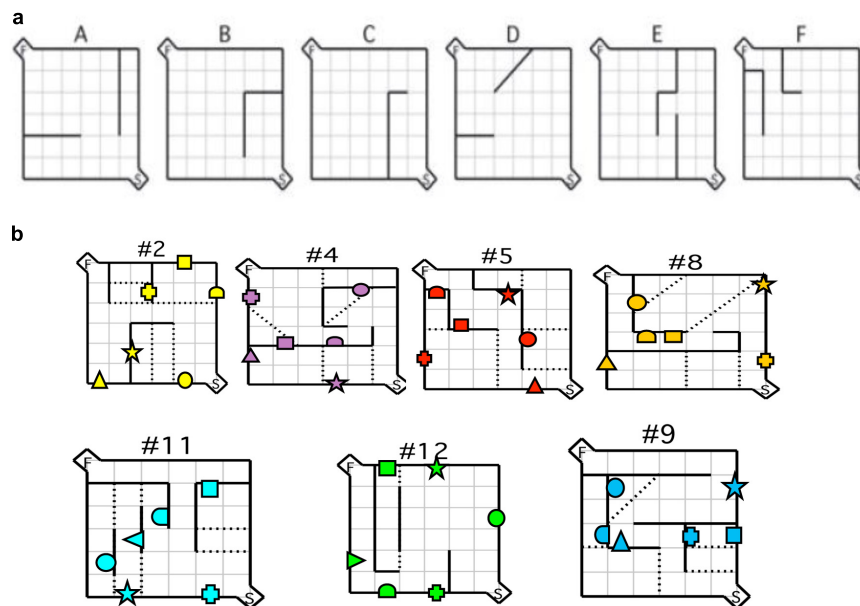 a
A B C D E F
F F F F F F
S S S S S S
b
#2 #4 #5 #8
F F F F
S S S S
#11 #12 #9
F F F
S S S